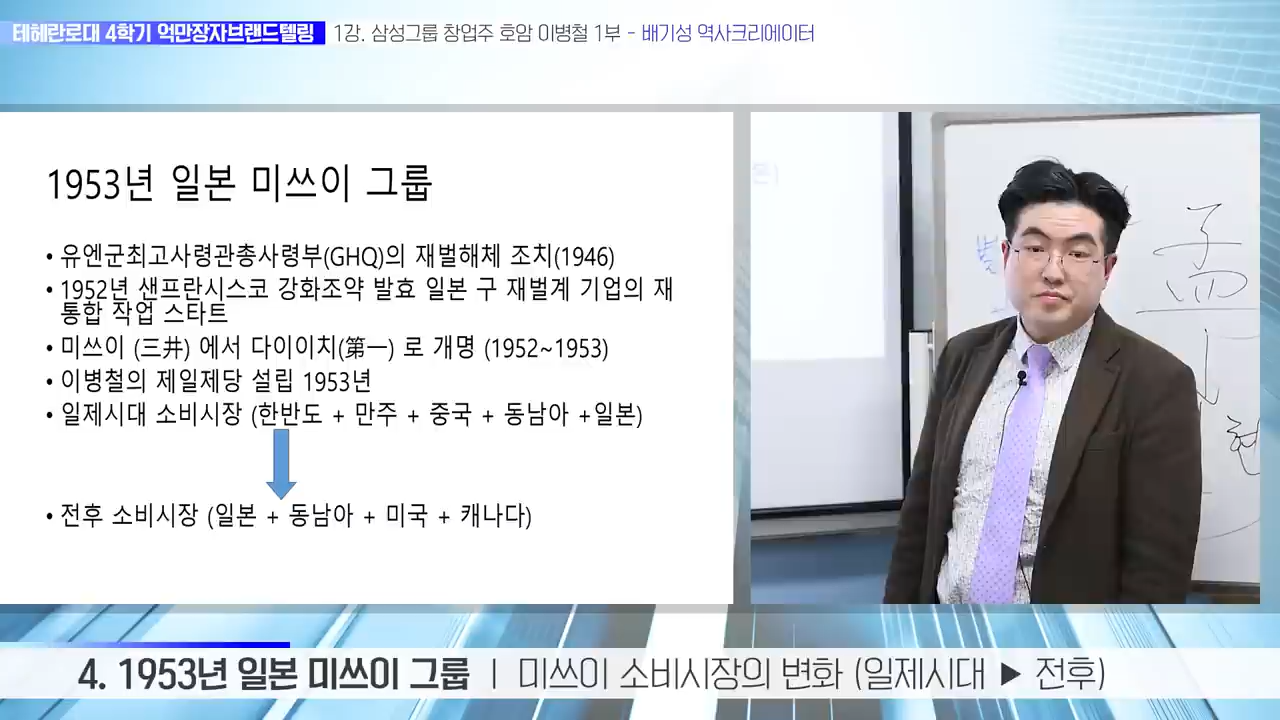 테헤란로대 4학기 억만장자브랜드텔링 1강. 삼성그룹 창업주 호암 이병철 1부 - 배기성 역사크리에이터
1953년 일본 미쓰이 그룹
• 유엔군최고사령관총사령부(GHQ)의 재벌해체 조치(1946)
• 1952년 샌프란시스코 강화조약 발효 일본 구 재벌계 기업의 재
통합 작업 스타트
• 미쓰이 (三井) 에서 다이이치(第一) 로 개명 (1952~1953)
• 이병철의 제일제당 설립 1953년
• 일제시대 소비시장 (한반도 + 만주 + 중국 + 동남아 +일본)
• 전후 소비시장 (일본 + 동남아 + 미국 + 캐나다)
孟
현
4. 1953년 일본 미쓰이 그룹 | 미쓰이 소비시장의 변화 (일제시대 ▶ 전후)